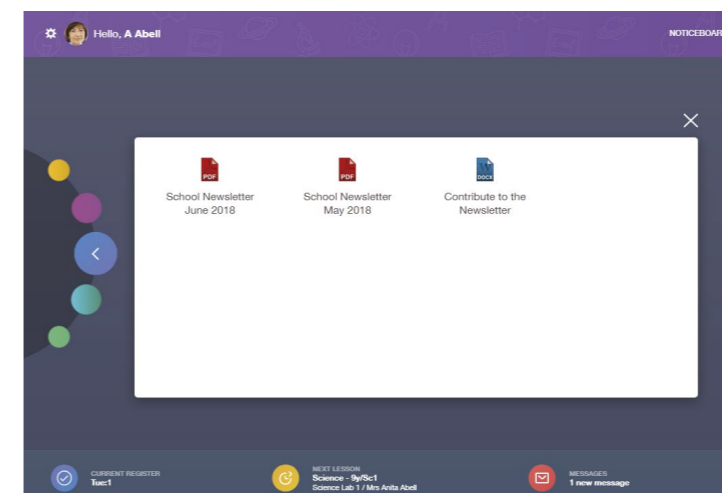 Hello, A Abell
NOTICEBOAR
PDF
PDF
W
DOCX
School Newsletter
June 2018
School Newsletter
May 2018
Contribute to the
Newsletter
CURRENT REGISTER
Tue:1
NEXT LESSON
Science - 9y/Sc1
Science Lab 1 / Mrs Anita Abell
MESSAGES
1 new message